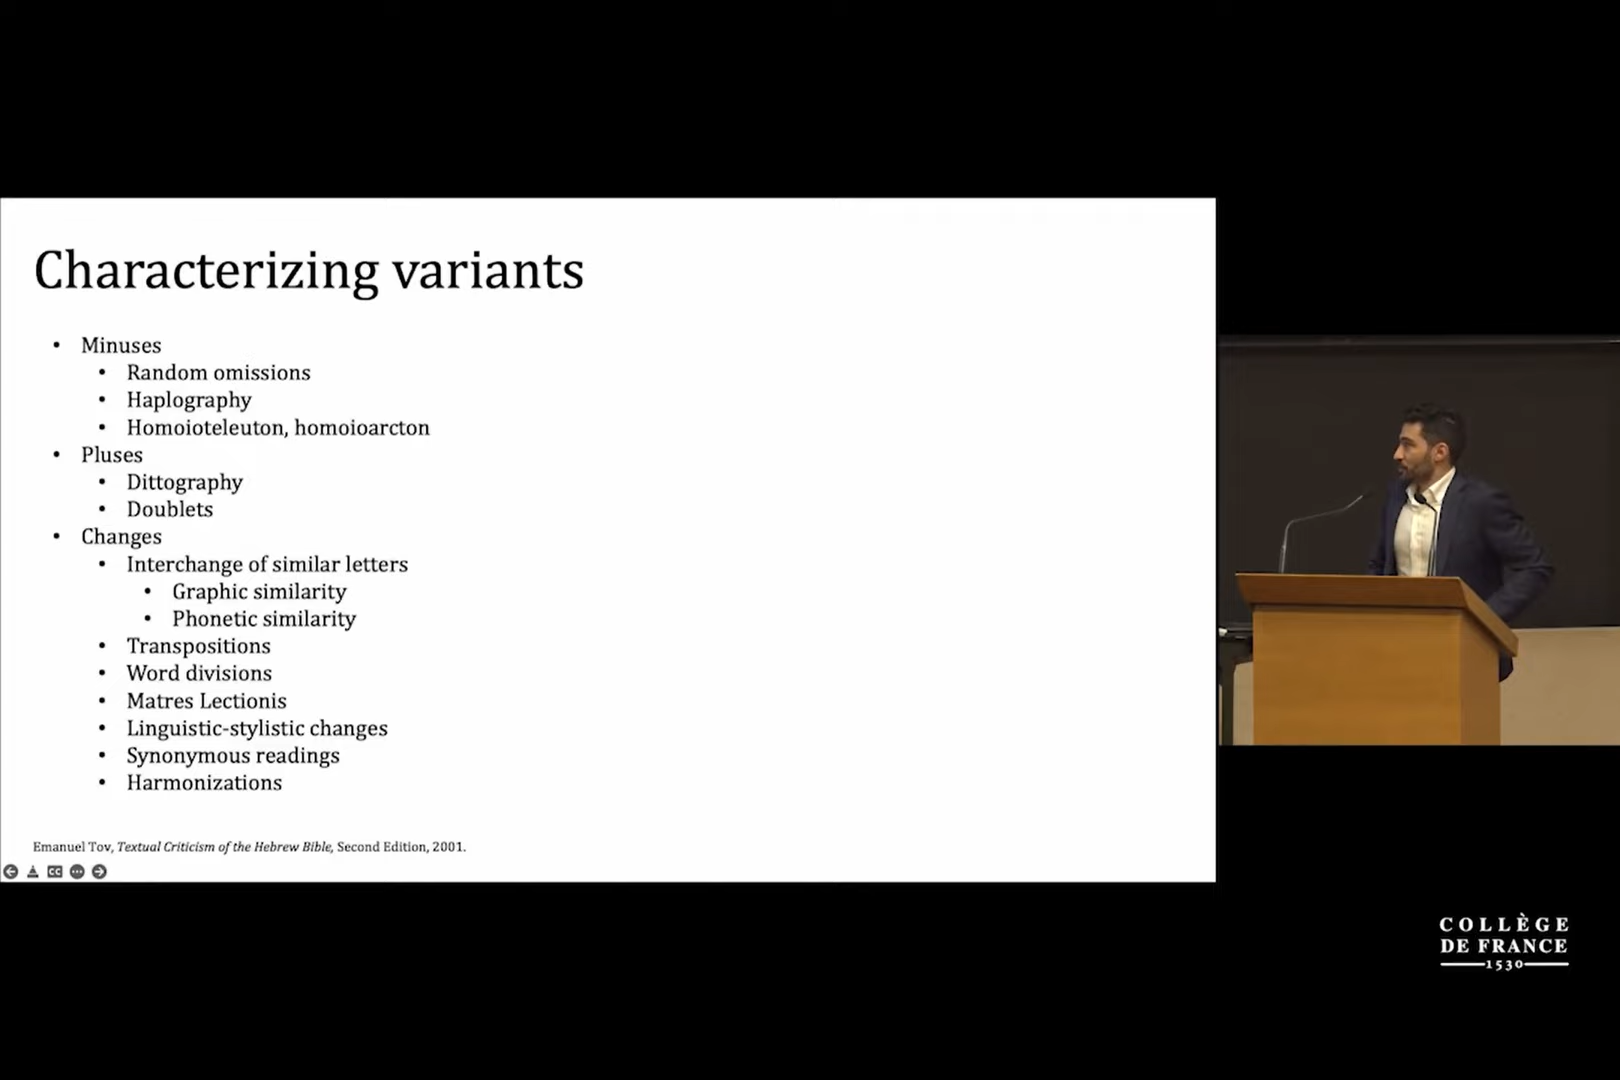 Characterizing variants
• Minuses
• Random omissions
• Haplography
• Homoioteleuton, homoioarcton
• Pluses
• Dittography
• Doublets
• Changes
• Interchange of similar letters
• Graphic similarity
• Phonetic similarity
• Transpositions
• Word divisions
• Matres Lectionis
• Linguistic-stylistic changes
• Synonymous readings
• Harmonizations
Emanuel Tov, Textual Criticism of the Hebrew Bible, Second Edition, 2001.
CC
COLLÈGE
DE FRANCE
1530